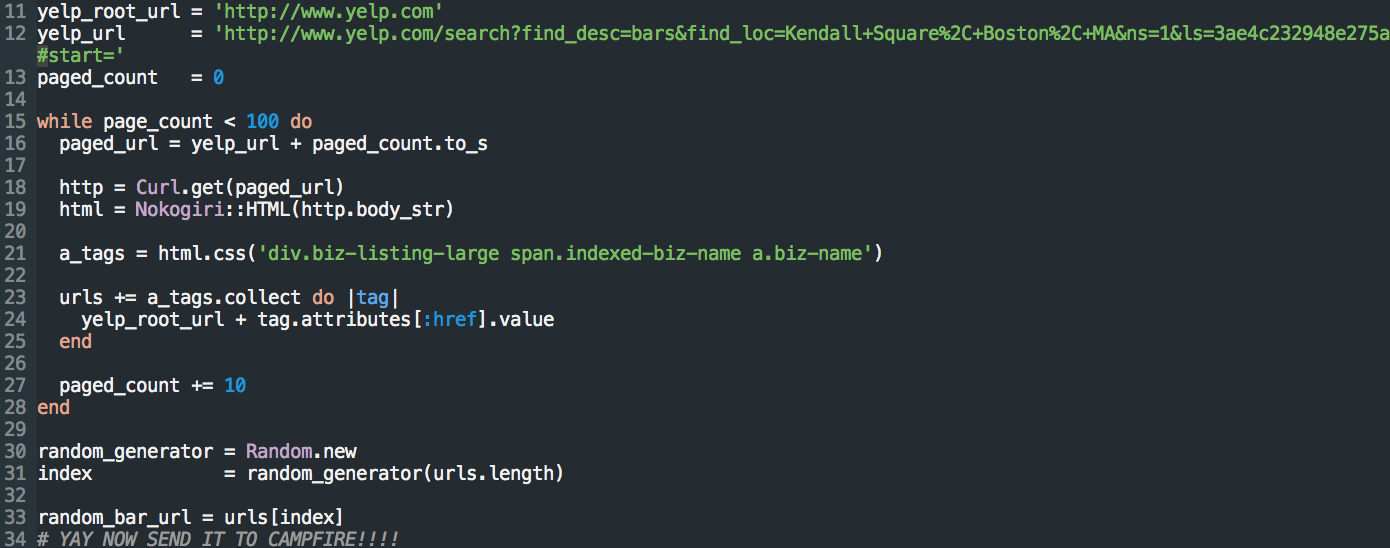 11 yelp_root_url = 'http://www.yelp.com'
12 yelp_url      = 'http://www.yelp.com/search?find_desc=bars&find_loc=Kendall+Square%2C+Boston%2C+MA&ns=1&ls=3ae4c232948e275a
#start='
13 paged_count   = 0
14
15 while page_count < 100 do
16   paged_url = yelp_url + paged_count.to_s
17
18   http = Curl.get(paged_url)
19   html = Nokogiri::HTML(http.body_str)
20
21   a_tags = html.css('div.biz-listing-large span.indexed-biz-name a.biz-name')
22
23   urls += a_tags.collect do |tag|
24     yelp_root_url + tag.attributes[:href].value
25   end
26
27   paged_count += 10
28 end
29
30 random_generator = Random.new
31 index            = random_generator(urls.length)
32
33 random_bar_url = urls[index]
34 # YAY NOW SEND IT TO CAMPFIRE!!!!